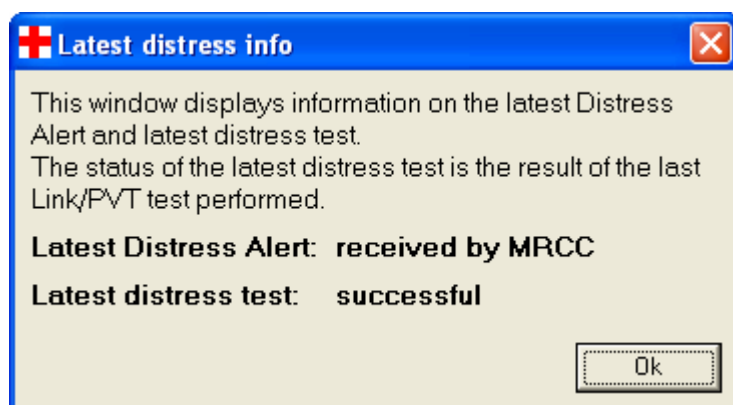 Latest distress info
This window displays information on the latest Distress
Alert and latest distress test.
The status of the latest distress test is the result of the last
Link/PVT test performed.
Latest Distress Alert: received by MRCC
Latest distress test: successful
Ok